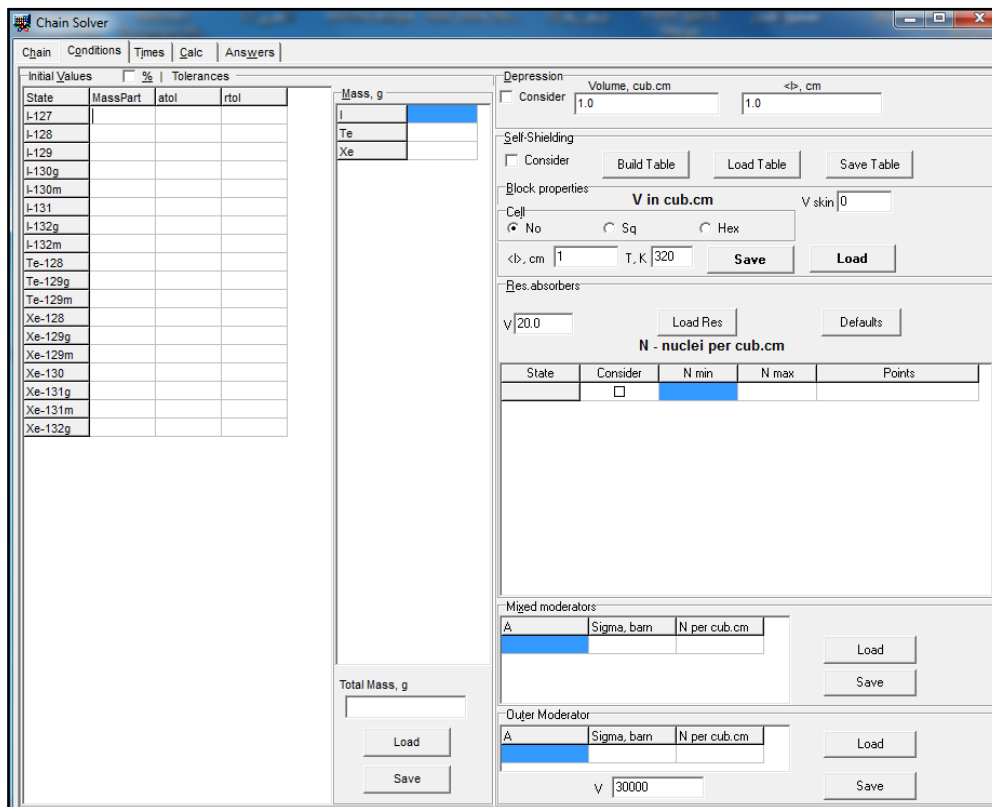 Chain Solver
Chain Conditions Times Calc Answers
Initial Values % | Tolerances
State MassPart atol rtol
I-127
I-128
I-129
I-130g
I-130m
I-131
I-132g
I-132m
Te-128
Te-129g
Te-129m
Xe-128
Xe-129g
Xe-129m
Xe-130
Xe-131g
Xe-131m
Xe-132g
Mass, g
I
Te
Xe
Total Mass, g
Load
Save
Depression
Consider
Volume, cub.cm <l>, cm
1.0 1.0
Self-Shielding
Consider Build Table Load Table Save Table
Block properties V in cub.cm V skin 0
Cell
No Sq Hex
<l>, cm 1 T, K 320 Save Load
Res.absorbers
V 20.0 Load Res Defaults
N - nuclei per cub.cm
State Consider N min N max Points
Mixed moderators
A Sigma, barn N per cub.cm
Load
Save
Outer Moderator
A Sigma, barn N per cub.cm
Load
V 30000 Save